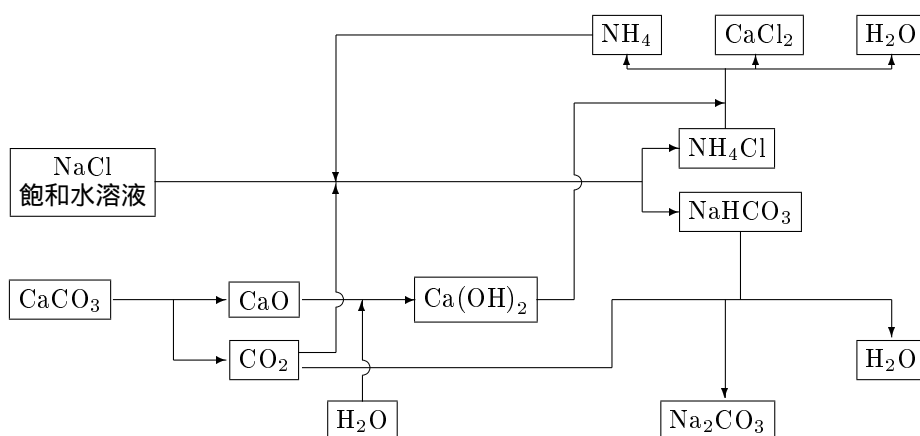 NH₄
CaCl₂
H₂O
NH₄Cl
NaCl
飽和水溶液
NaHCO₃
CaCO₃
CaO
Ca(OH)₂
CO₂
H₂O
H₂O
Na₂CO₃